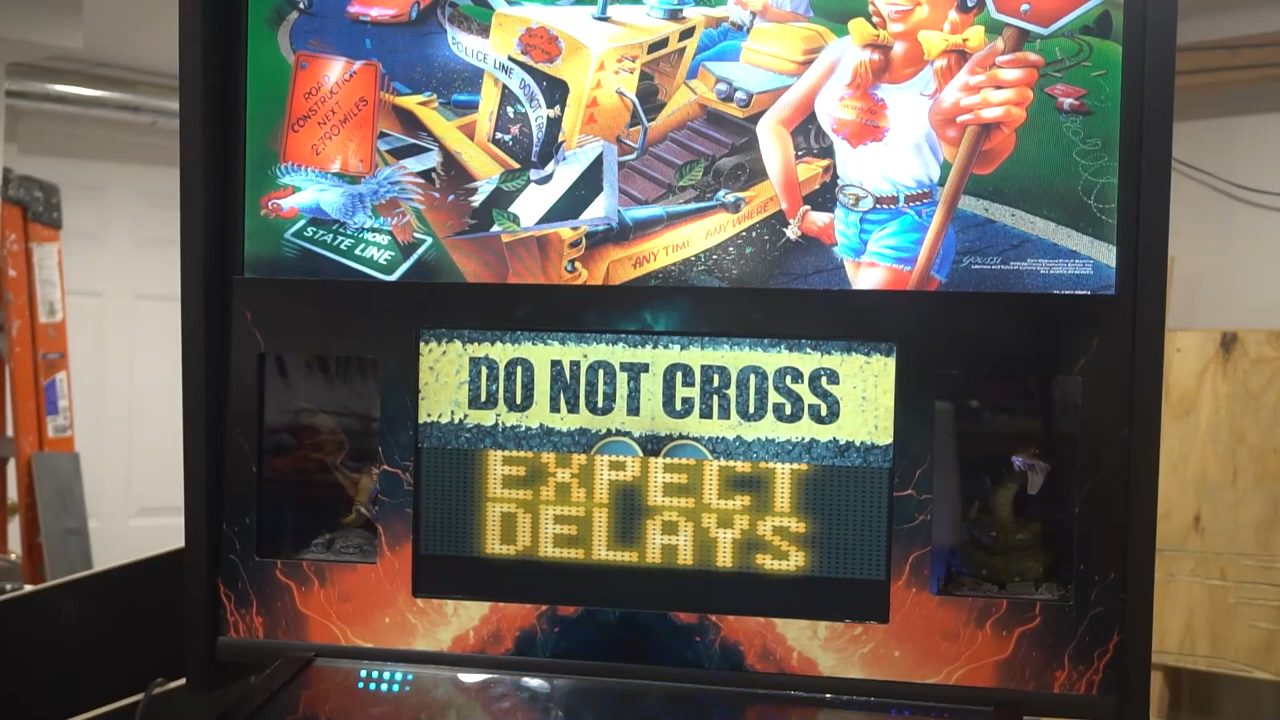 POLICE LINE DO NOT CROSS
ROAD
CONSTRUCTION
NEXT
2,790 MILES
ILLINOIS
STATE LINE
ANY TIME ANY WHERE
youssi
DO NOT CROSS
EXPECT
DELAYS